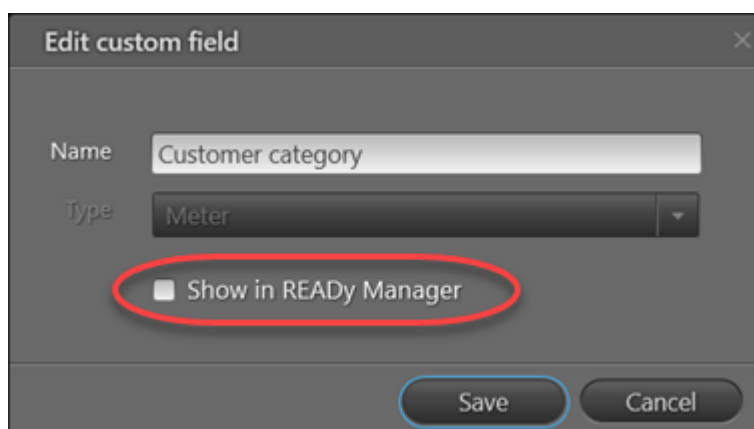 Edit custom field
Name Customer category
Type Meter
Show in READy Manager
Save Cancel